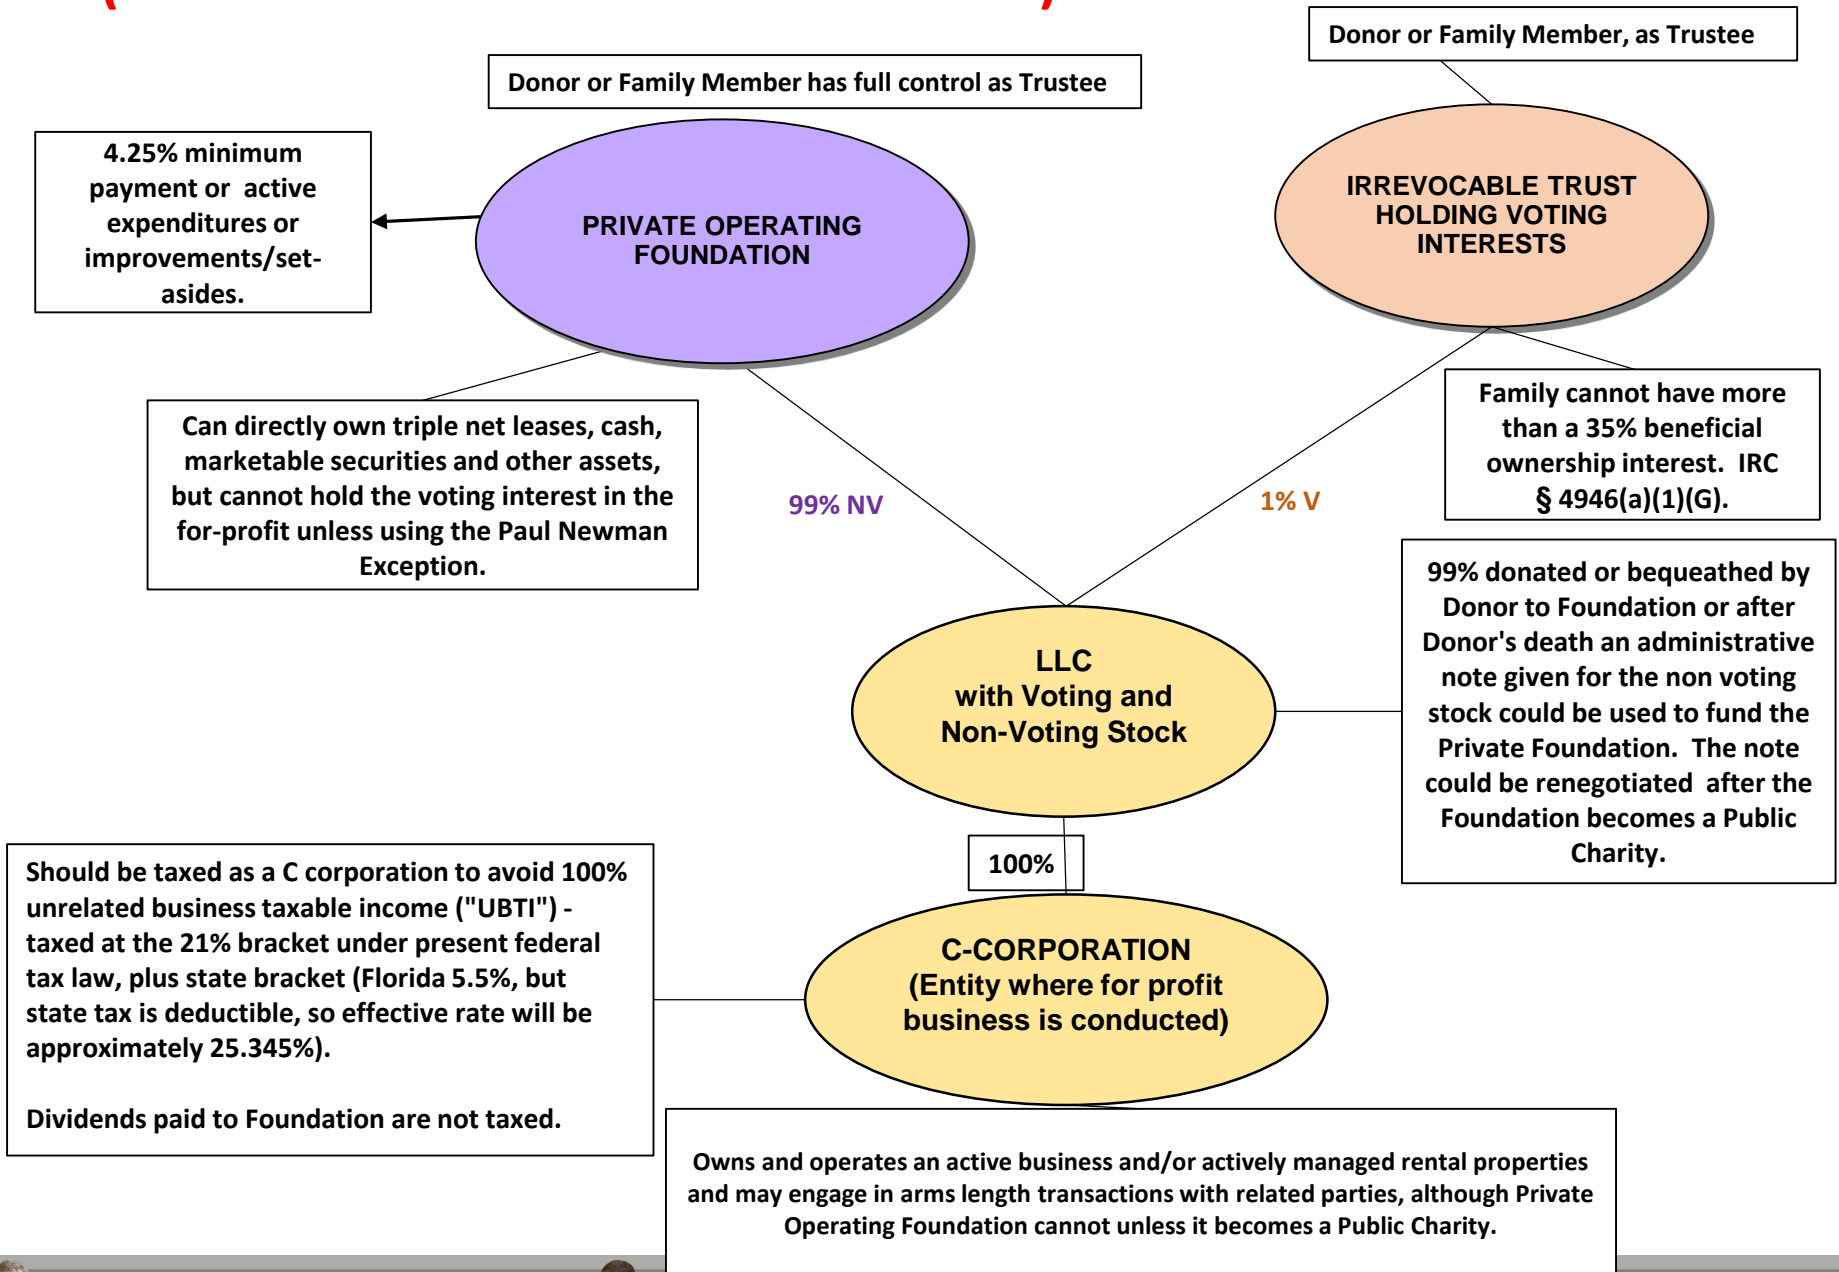 Donor or Family Member, as Trustee
Donor or Family Member has full control as Trustee
4.25% minimum
payment or active
expenditures or
improvements/set-
asides.
PRIVATE OPERATING
FOUNDATION
IRREVOCABLE TRUST
HOLDING VOTING
INTERESTS
Can directly own triple net leases, cash,
marketable securities and other assets,
but cannot hold the voting interest in the
for-profit unless using the Paul Newman
Exception.
99% NV
1% V
Family cannot have more
than a 35% beneficial
ownership interest. IRC
§ 4946(a)(1)(G).
LLC
with Voting and
Non-Voting Stock
99% donated or bequeathed by
Donor to Foundation or after
Donor's death an administrative
note given for the non voting
stock could be used to fund the
Private Foundation. The note
could be renegotiated after the
Foundation becomes a Public
Charity.
100%
Should be taxed as a C corporation to avoid 100%
unrelated business taxable income ("UBTI") -
taxed at the 21% bracket under present federal
tax law, plus state bracket (Florida 5.5%, but
state tax is deductible, so effective rate will be
approximately 25.345%).
Dividends paid to Foundation are not taxed.
C-CORPORATION
(Entity where for profit
business is conducted)
Owns and operates an active business and/or actively managed rental properties
and may engage in arms length transactions with related parties, although Private
Operating Foundation cannot unless it becomes a Public Charity.